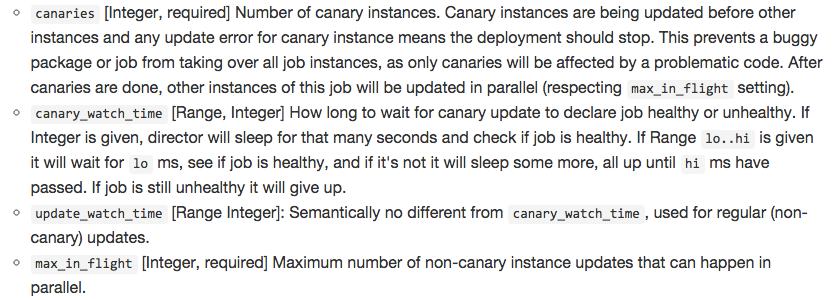 canaries [Integer, required] Number of canary instances. Canary instances are being updated before other
instances and any update error for canary instance means the deployment should stop. This prevents a buggy
package or job from taking over all job instances, as only canaries will be affected by a problematic code. After
canaries are done, other instances of this job will be updated in parallel (respecting max_in_flight setting).
canary_watch_time [Range, Integer] How long to wait for canary update to declare job healthy or unhealthy. If
Integer is given, director will sleep for that many seconds and check if job is healthy. If Range lo..hi is given
it will wait for lo ms, see if job is healthy, and if it's not it will sleep some more, all up until hi ms have
passed. If job is still unhealthy it will give up.
update_watch_time [Range Integer]: Semantically no different from canary_watch_time, used for regular (non-
canary) updates.
max_in_flight [Integer, required] Maximum number of non-canary instance updates that can happen in
parallel.